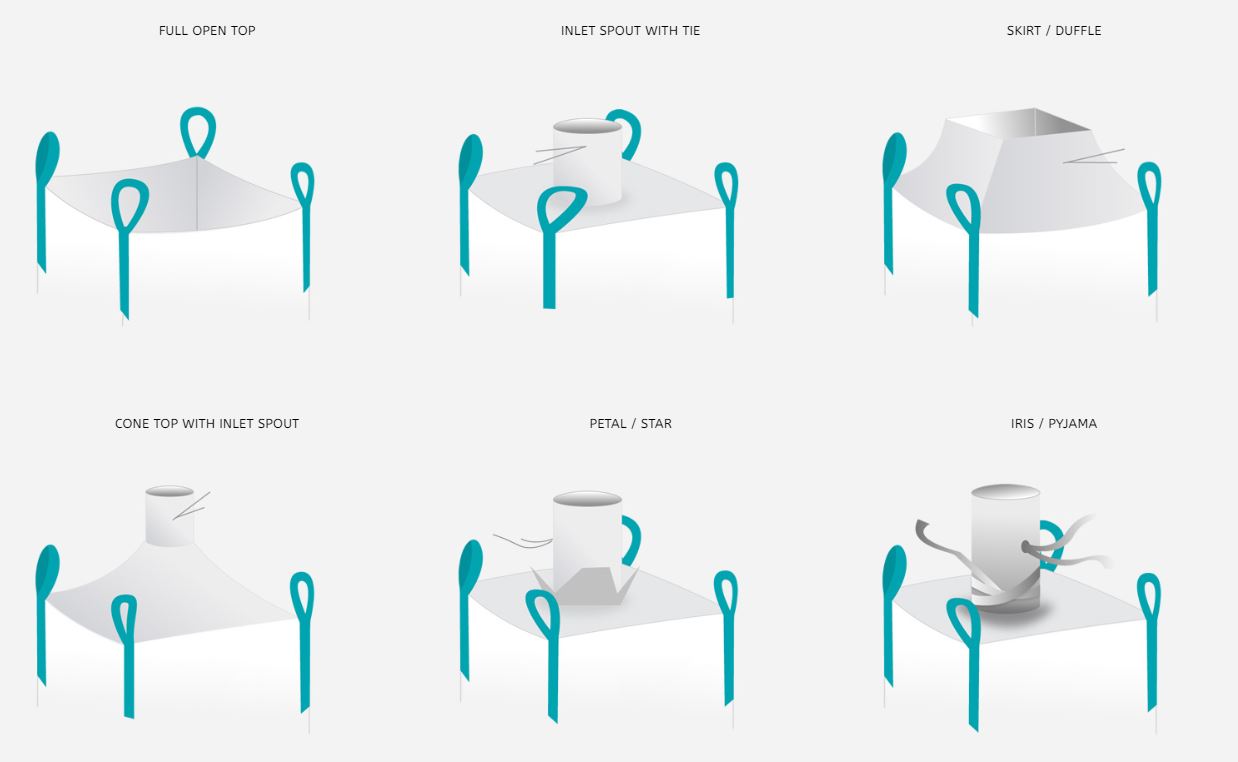 FULL OPEN TOP
INLET SPOUT WITH TIE
SKIRT / DUFFLE
CONE TOP WITH INLET SPOUT
PETAL / STAR
IRIS / PYJAMA